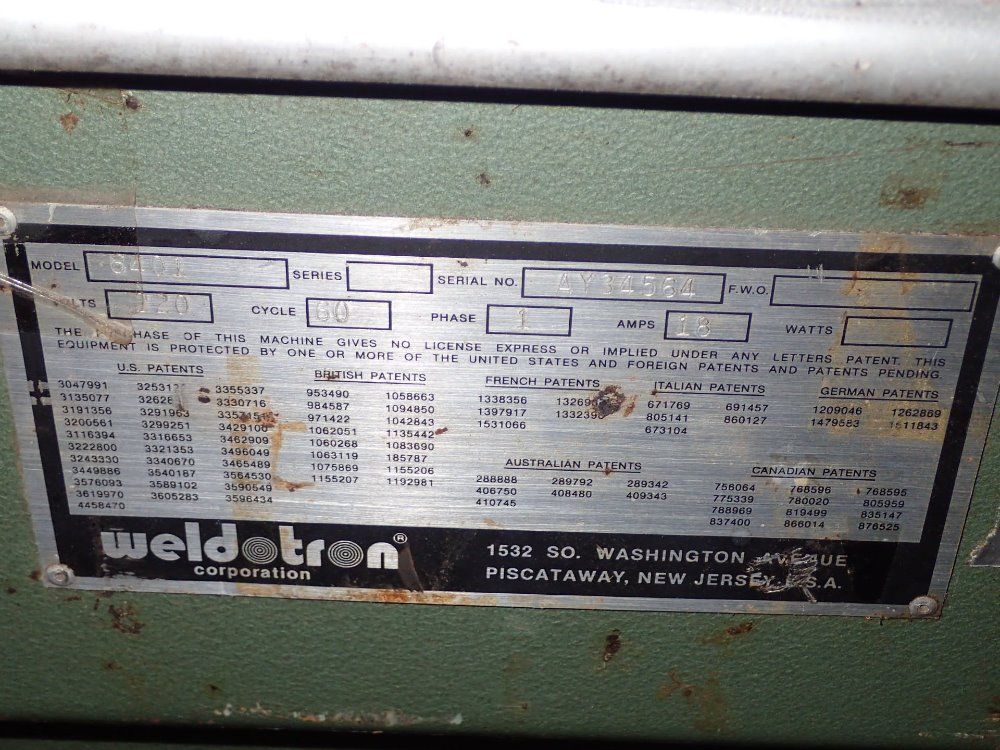 MODEL 6401 SERIES SERIAL NO. AY34564 F.W.O.
VOLTS 220 CYCLE 60 PHASE 1 AMPS 18 WATTS
THE PURCHASE OF THIS MACHINE GIVES NO LICENSE EXPRESS OR IMPLIED UNDER ANY LETTERS PATENT. THIS
EQUIPMENT IS PROTECTED BY ONE OR MORE OF THE UNITED STATES AND FOREIGN PATENTS AND PATENTS PENDING.
U.S. PATENTS
3047991 3355337
3135077 3330716
3191356 3291963
3200561 3299251 3429100
3116394 3316653 3462909
3222800 3321353 3496049
3243330 3340670 3465489
3449886 3540187 3564530
3576093 3589102 3590549
3619970 3605283 3596434
4458470
BRITISH PATENTS
953490 1058663
984587 1094850
971422 1042843
1062051 1135442
1060268 1083690
1063119 185787
1075869 1155206
1155207 1192981
FRENCH PATENTS
1338356
1397917
1531066
ITALIAN PATENTS
671769 691457
805141 860127
673104
GERMAN PATENTS
1209046 1262869
1479583 1511843
AUSTRALIAN PATENTS
288888 289792 289342
406750 408480 409343
410745
CANADIAN PATENTS
756064 768596 768595
775339 780020 805959
788969 819499 835147
837400 866014 876525
weldotron®
corporation
1532 SO. WASHINGTON AVENUE
PISCATAWAY, NEW JERSEY U.S.A.